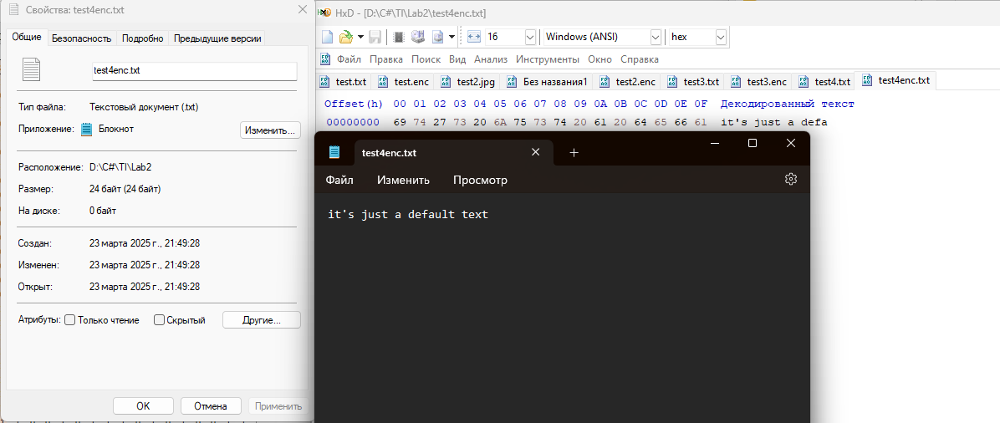 Свойства: test4enc.txt
Общие Безопасность Подробно Предыдущие версии
test4enc.txt
Тип файла: Текстовый документ (.txt)
Приложение: Блокнот Изменить...
Расположение: D:\C#\TI\Lab2
Размер: 24 байт (24 байт)
На диске: 0 байт
Создан: 23 марта 2025 г., 21:49:28
Изменен: 23 марта 2025 г., 21:49:28
Открыт: 23 марта 2025 г., 21:49:28
Атрибуты: Только чтение Скрытый Другие...
OK Отмена Применить
HxD - [D:\C#\TI\Lab2\test4enc.txt]
16 Windows (ANSI) hex
Файл Правка Поиск Вид Анализ Инструменты Окно Справка
test.txt test.enc test2.jpg Без названия1 test2.enc test3.txt test3.enc test4.txt test4enc.txt
Offset(h) 00 01 02 03 04 05 06 07 08 09 0A 0B 0C 0D 0E 0F Декодированный текст
00000000 69 74 27 73 20 6A 75 73 74 20 61 20 64 65 66 61 it's just a defa
test4enc.txt
Файл Изменить Просмотр
it's just a default text